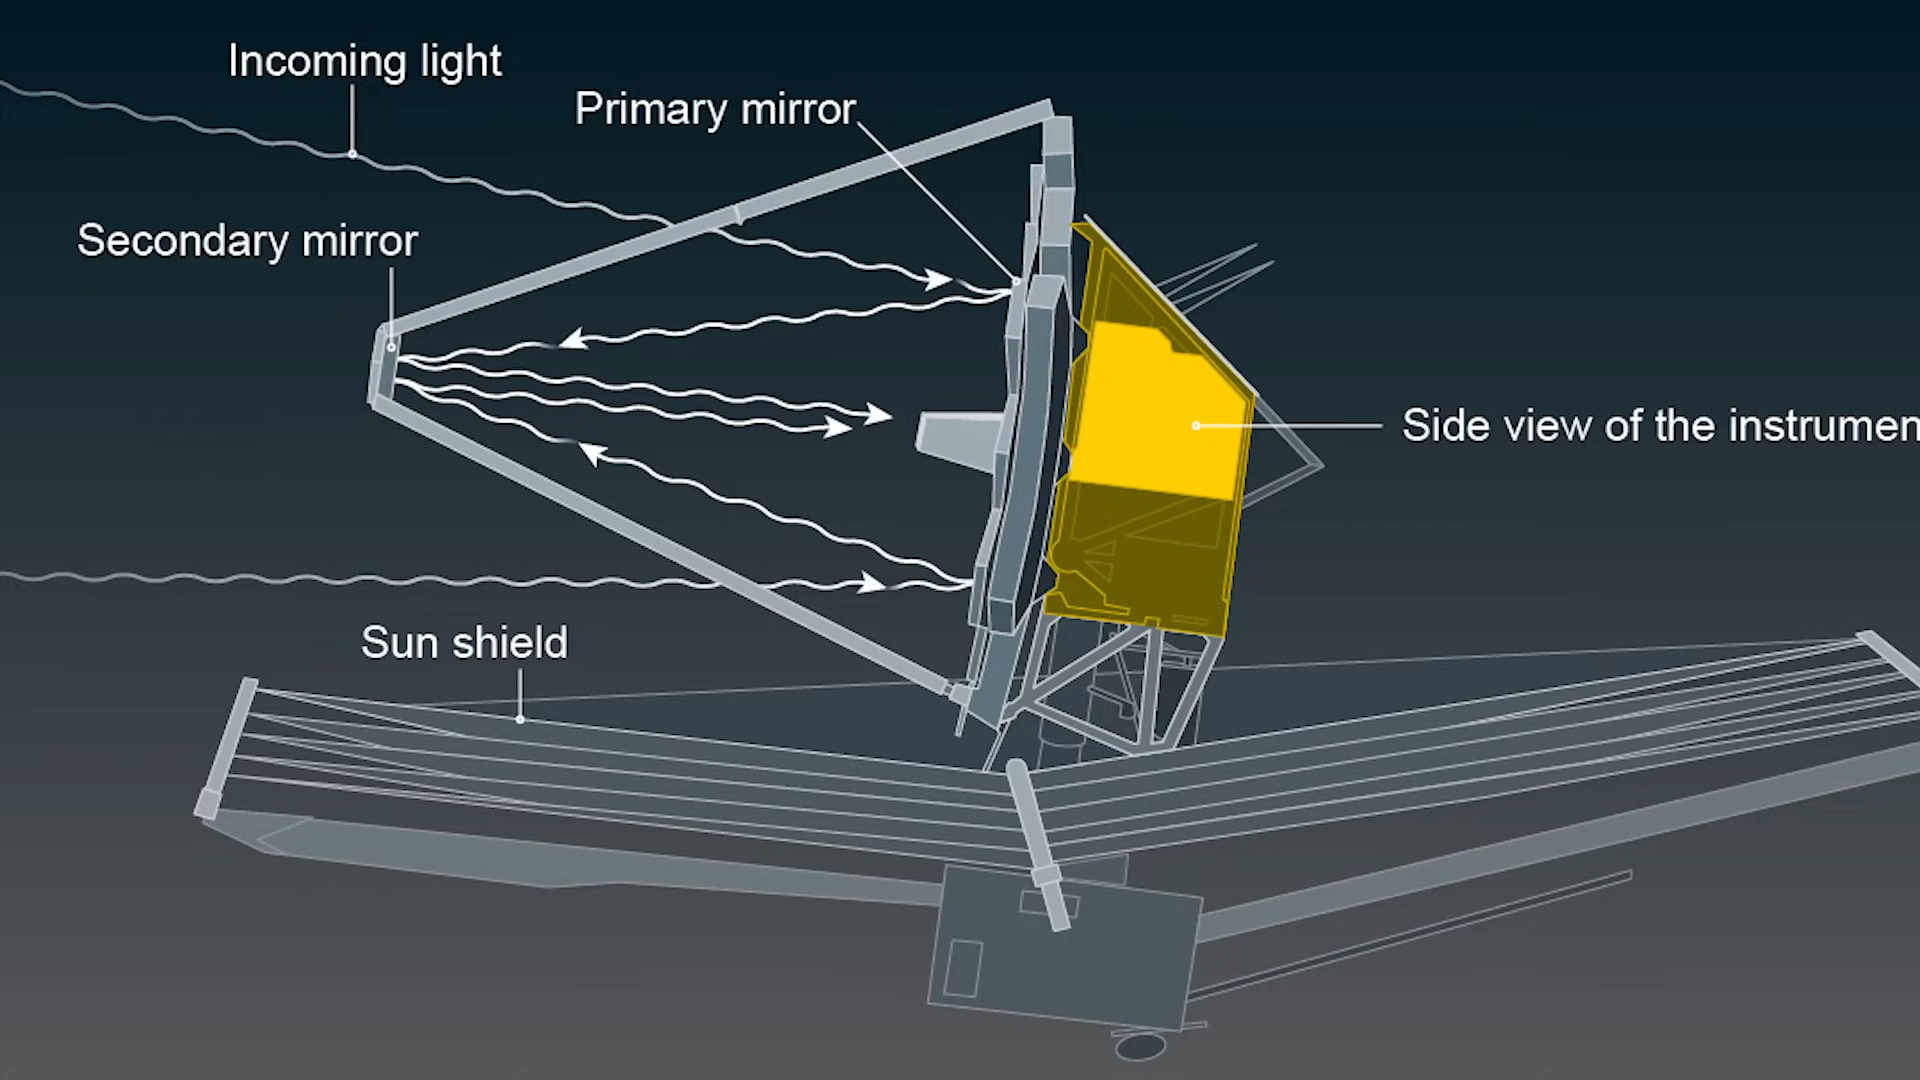 Incoming light
Primary mirror
Secondary mirror
Side view of the instrumen
Sun shield